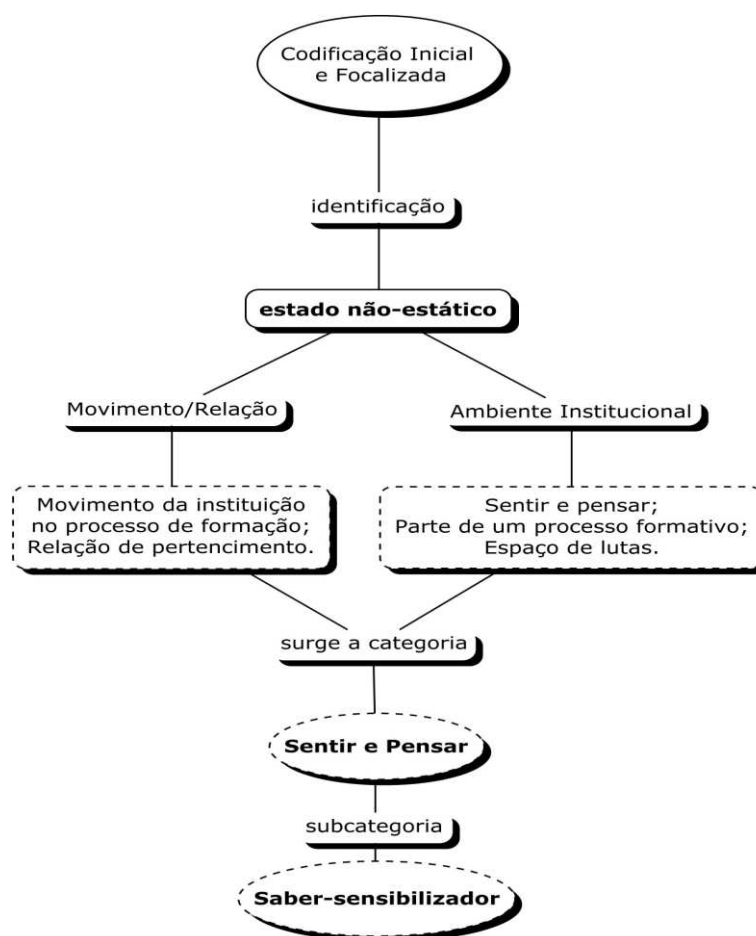 Codificação Inicial
e Focalizada
identificação
estado não-estático
Movimento/Relação
Ambiente Institucional
Movimento da instituição
no processo de formação;
Relação de pertencimento.
Sentir e pensar;
Parte de um processo formativo;
Espaço de lutas.
surge a categoria
Sentir e Pensar
subcategoria
Saber-sensibilizador